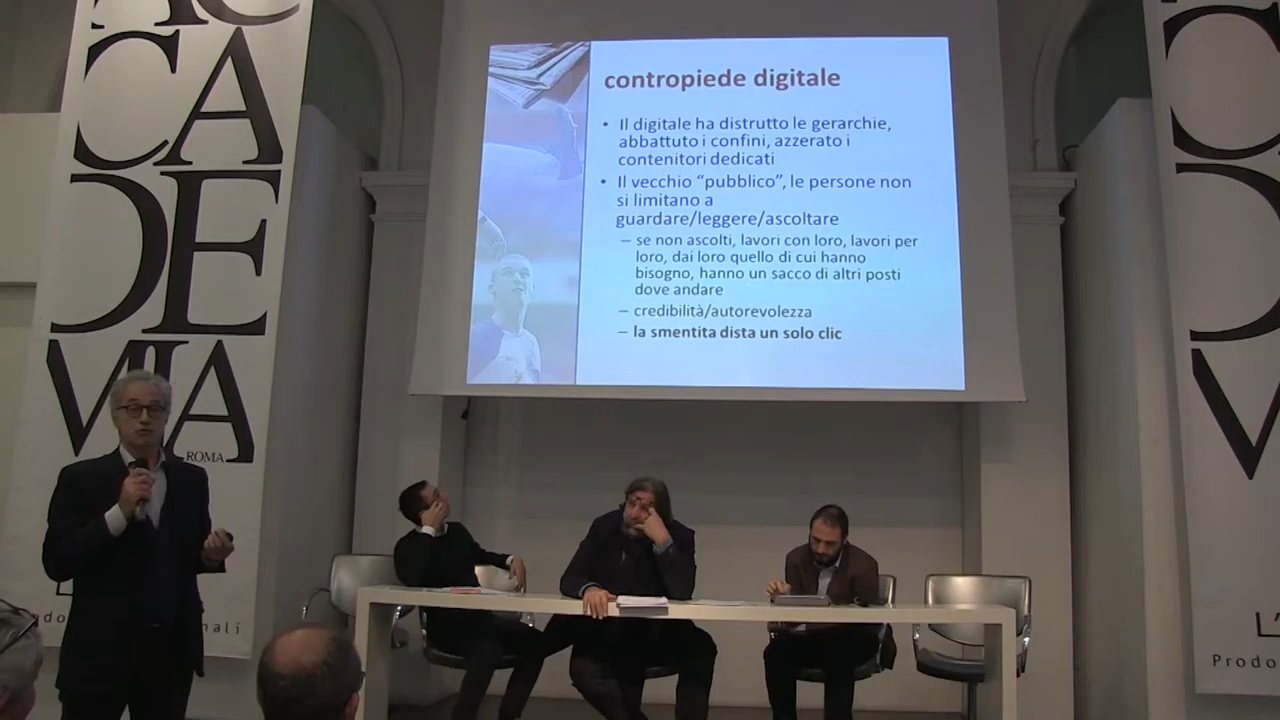 AC
CA
DE
MIA
ROMA
contropiede digitale
• Il digitale ha distrutto le gerarchie,
abbattuto i confini, azzerato i
contenitori dedicati
• Il vecchio “pubblico”, le persone non
si limitano a
guardare/leggere/ascoltare
– se non ascolti, lavori con loro, lavori per
loro, dai loro quello di cui hanno
bisogno, hanno un sacco di altri posti
dove andare
– credibilità/autorevolezza
– la smentita dista un solo clic
C
D
Prodo